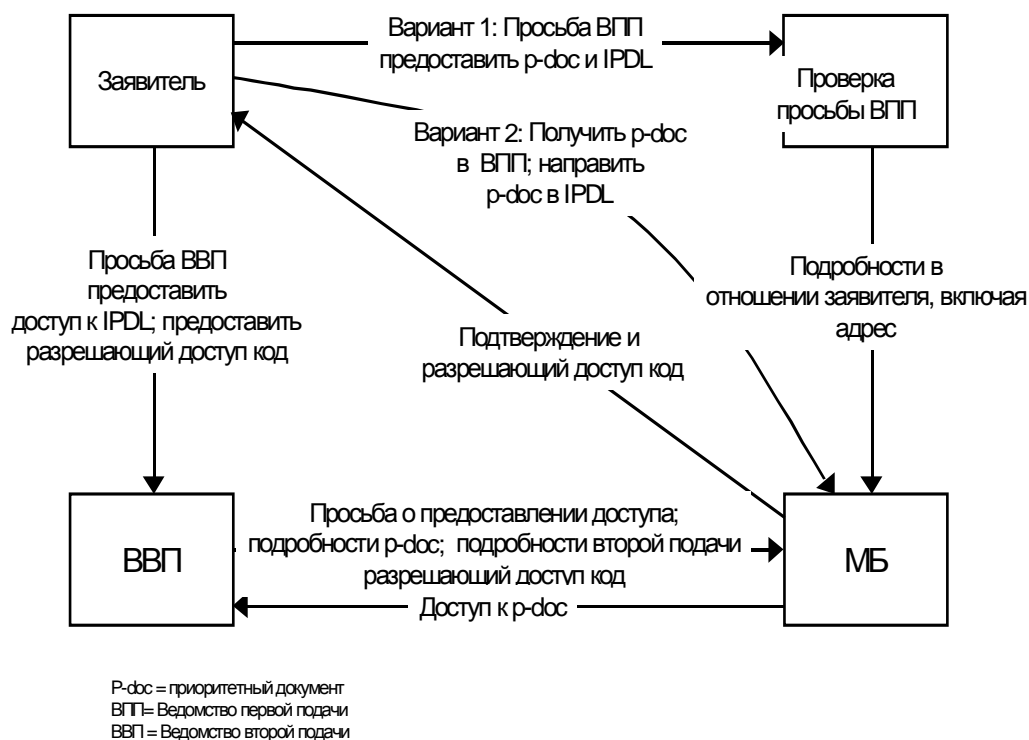 Вариант 1: Просьба ВПП
предоставить p-doc и IPDL
Заявитель
Проверка
просьбы ВПП
Вариант 2: Получить p-doc
в ВПП; направить
p-doc в IPDL
Просьба ВВП
предоставить
доступ к IPDL; предоставить
разрешающий доступ код
Подробности в
отношении заявителя, включая
адрес
Подтверждение и
разрешающий доступ код
ВВП
Просьба о предоставлении доступа;
подробности p-doc; подробности второй подачи
разрешающий доступ код
Доступ к p-doc
МБ
P-doc = приоритетный документ
ВПП= Ведомство первой подачи
ВВП = Ведомство второй подачи